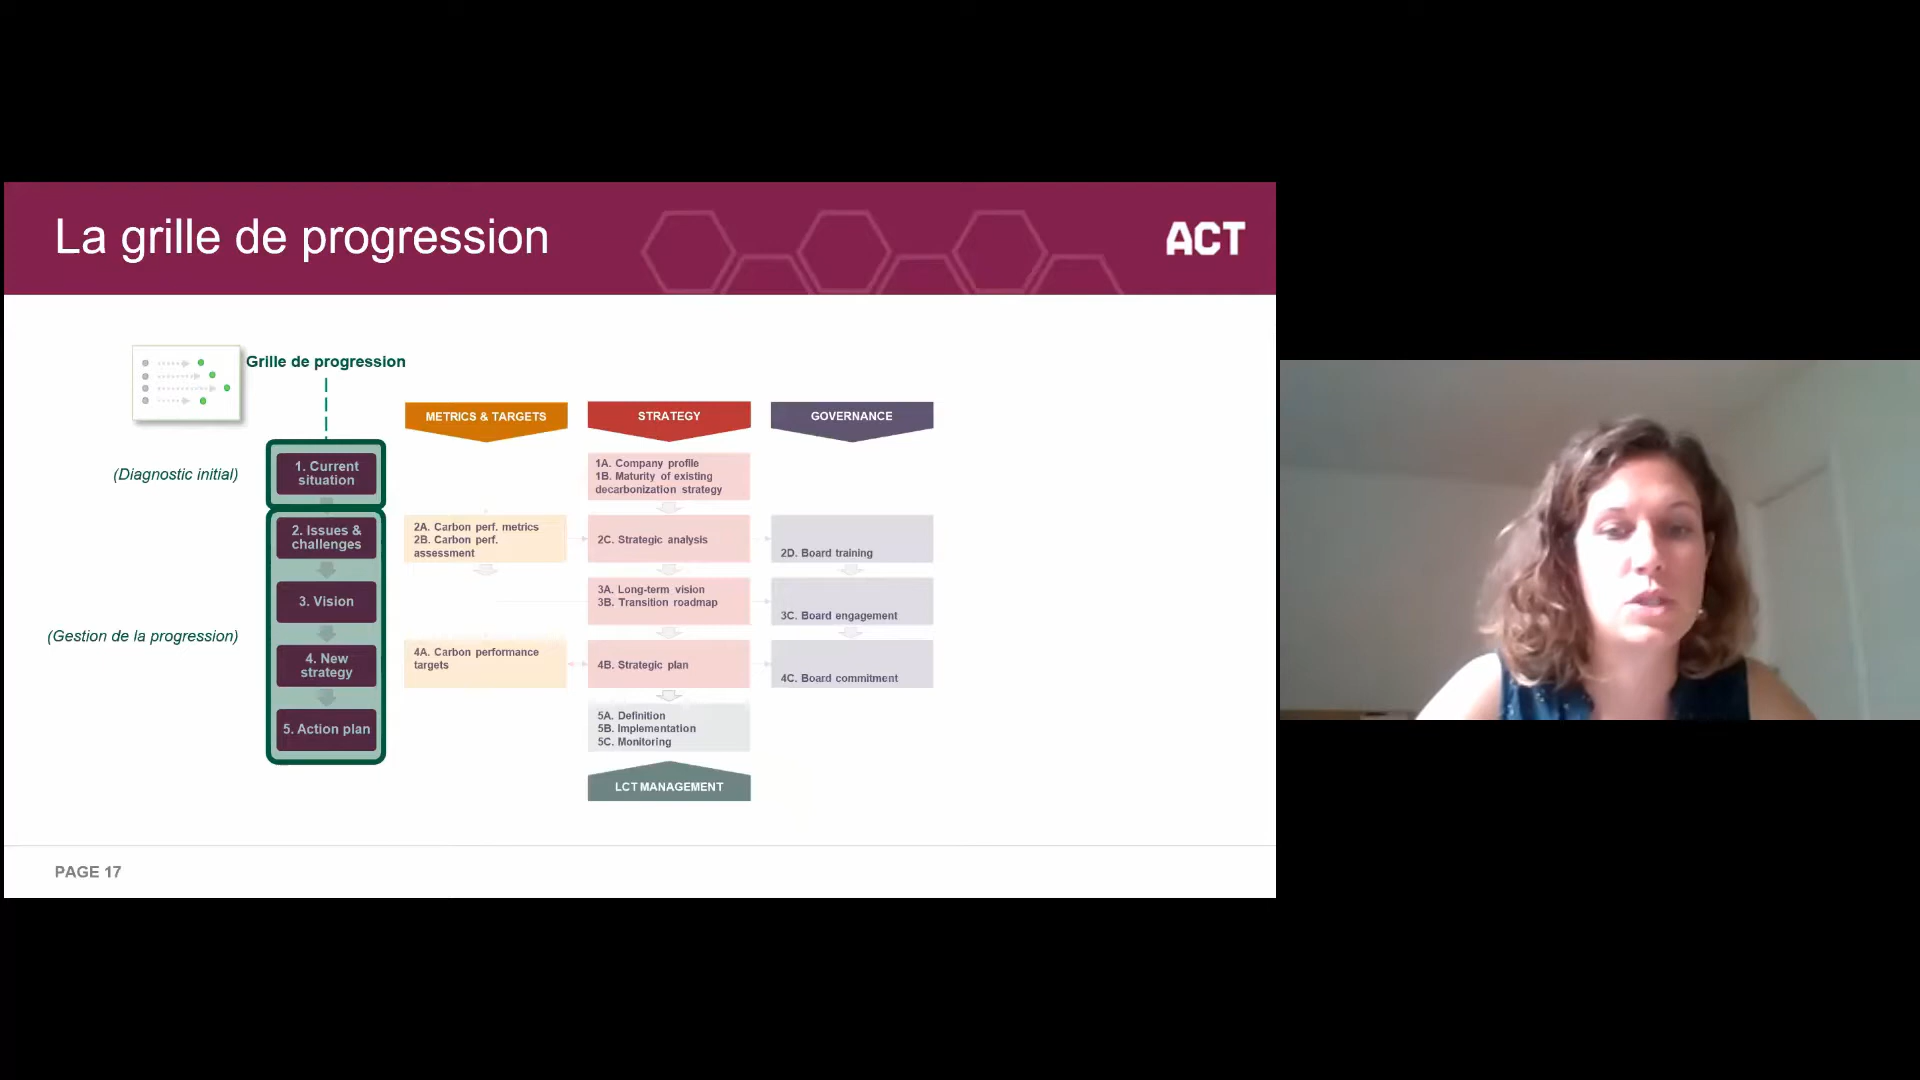 La grille de progression
ACT
Grille de progression
METRICS & TARGETS
STRATEGY
GOVERNANCE
(Diagnostic initial)
1. Current
situation
1A. Company profile
1B. Maturity of existing
decarbonization strategy
2. Issues &
challenges
2A. Carbon perf. metrics
2B. Carbon perf.
assessment
2C. Strategic analysis
2D. Board training
3. Vision
3A. Long-term vision
3B. Transition roadmap
3C. Board engagement
(Gestion de la progression)
4. New
strategy
4A. Carbon performance
targets
4B. Strategic plan
4C. Board commitment
5. Action plan
5A. Definition
5B. Implementation
5C. Monitoring
LCT MANAGEMENT
PAGE 17